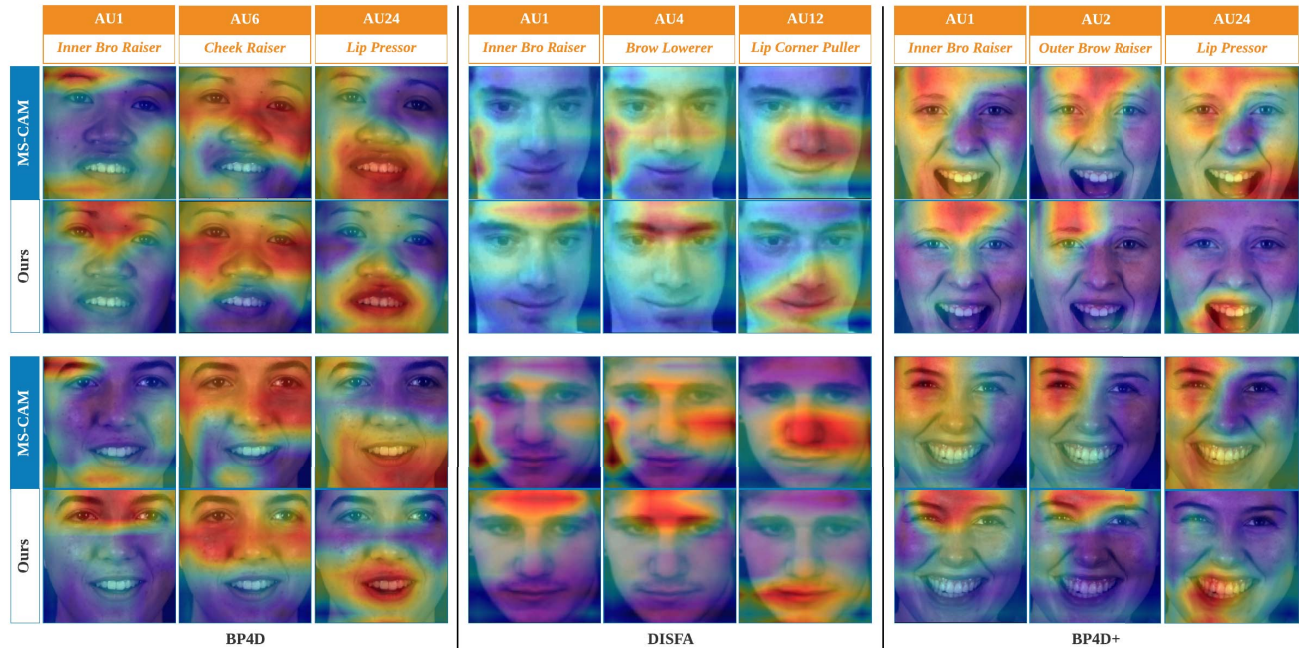 AU1 AU6 AU24 AU1 AU4 AU12 AU1 AU2 AU24
Inner Bro Raiser Cheek Raiser Lip Pressor Inner Bro Raiser Brow Lowerer Lip Corner Puller Inner Bro Raiser Outer Brow Raiser Lip Pressor
MS-CAM
Ours
MS-CAM
Ours
BP4D DISFA BP4D+